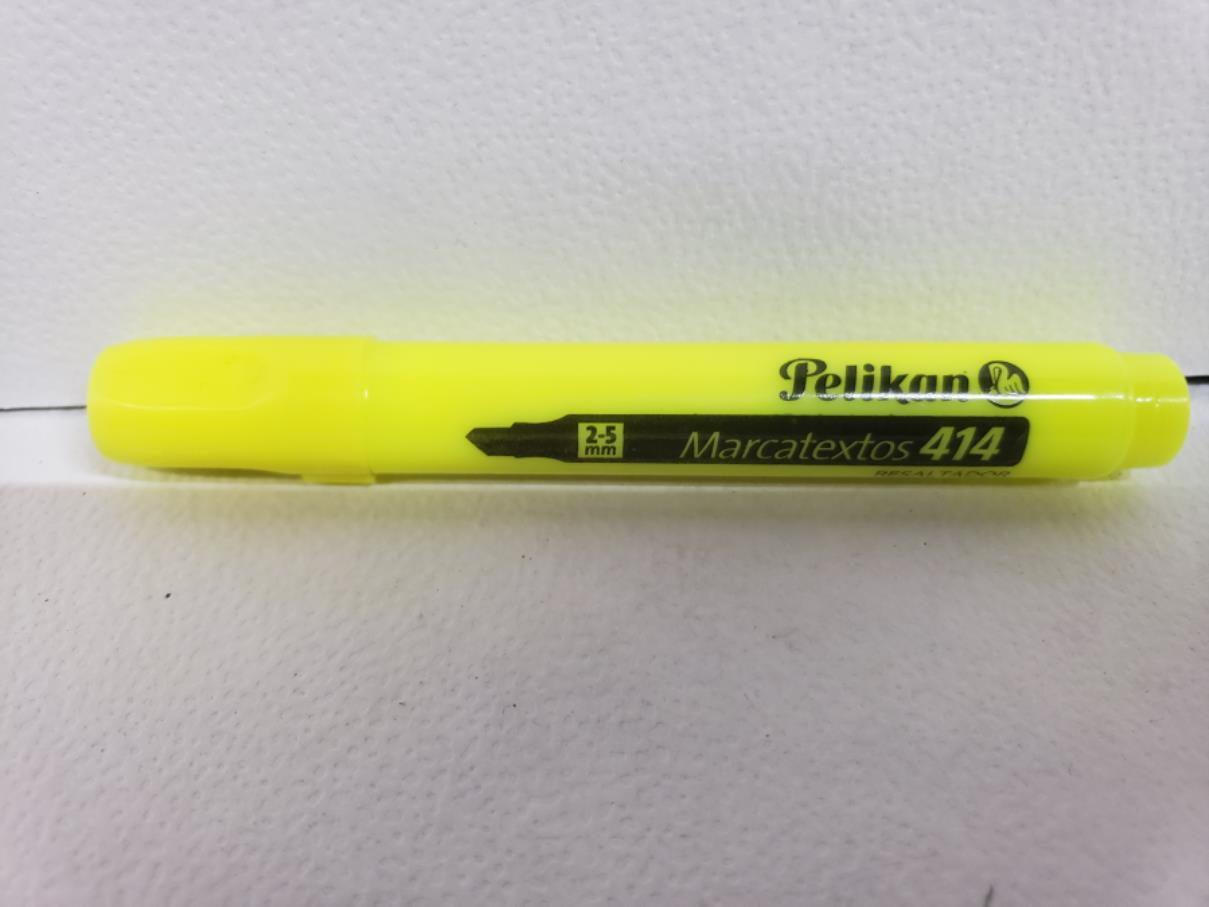 Pelikan
2-5
mm
Marcatextos 414
RESALTADOR